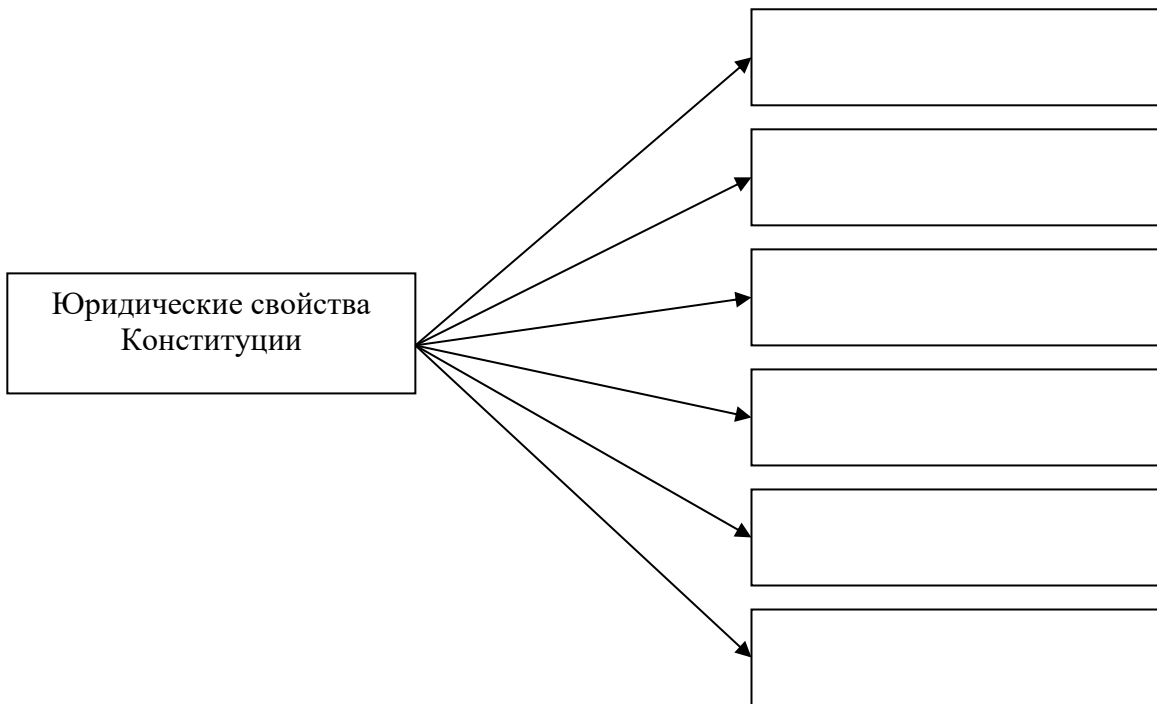 Юридические свойства
Конституции